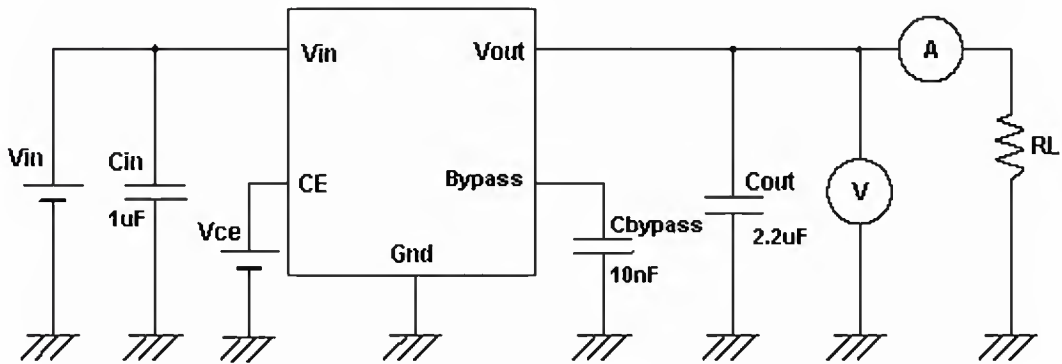 Vin
Vout
A
RL
Vin
Cin
1uF
CE
Bypass
Vce
Cout
2.2uF
V
Cbypass
10nF
Gnd